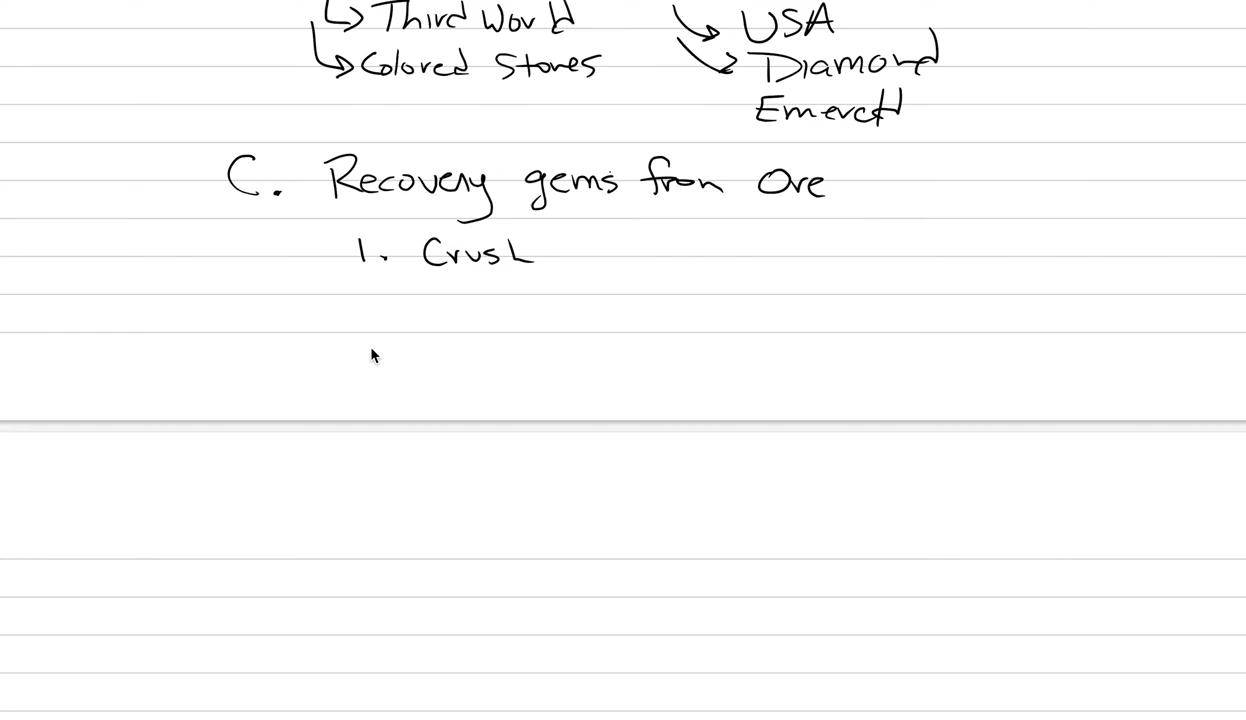 Third World
USA
Colored Stones
Diamond
Emerald
C. Recovery gems from Ore
1. Crush